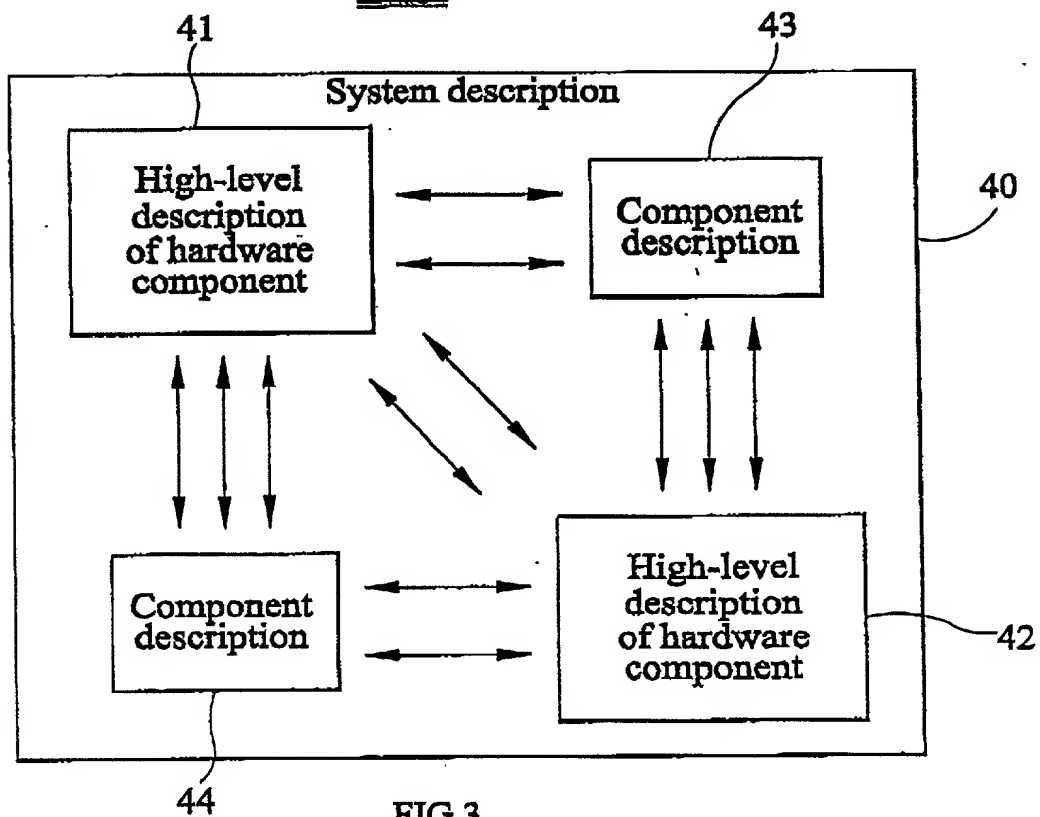 41
43
System description
High-level
description
of hardware
component
Component
description
40
Component
description
High-level
description
of hardware
component
42
44
FIG.3